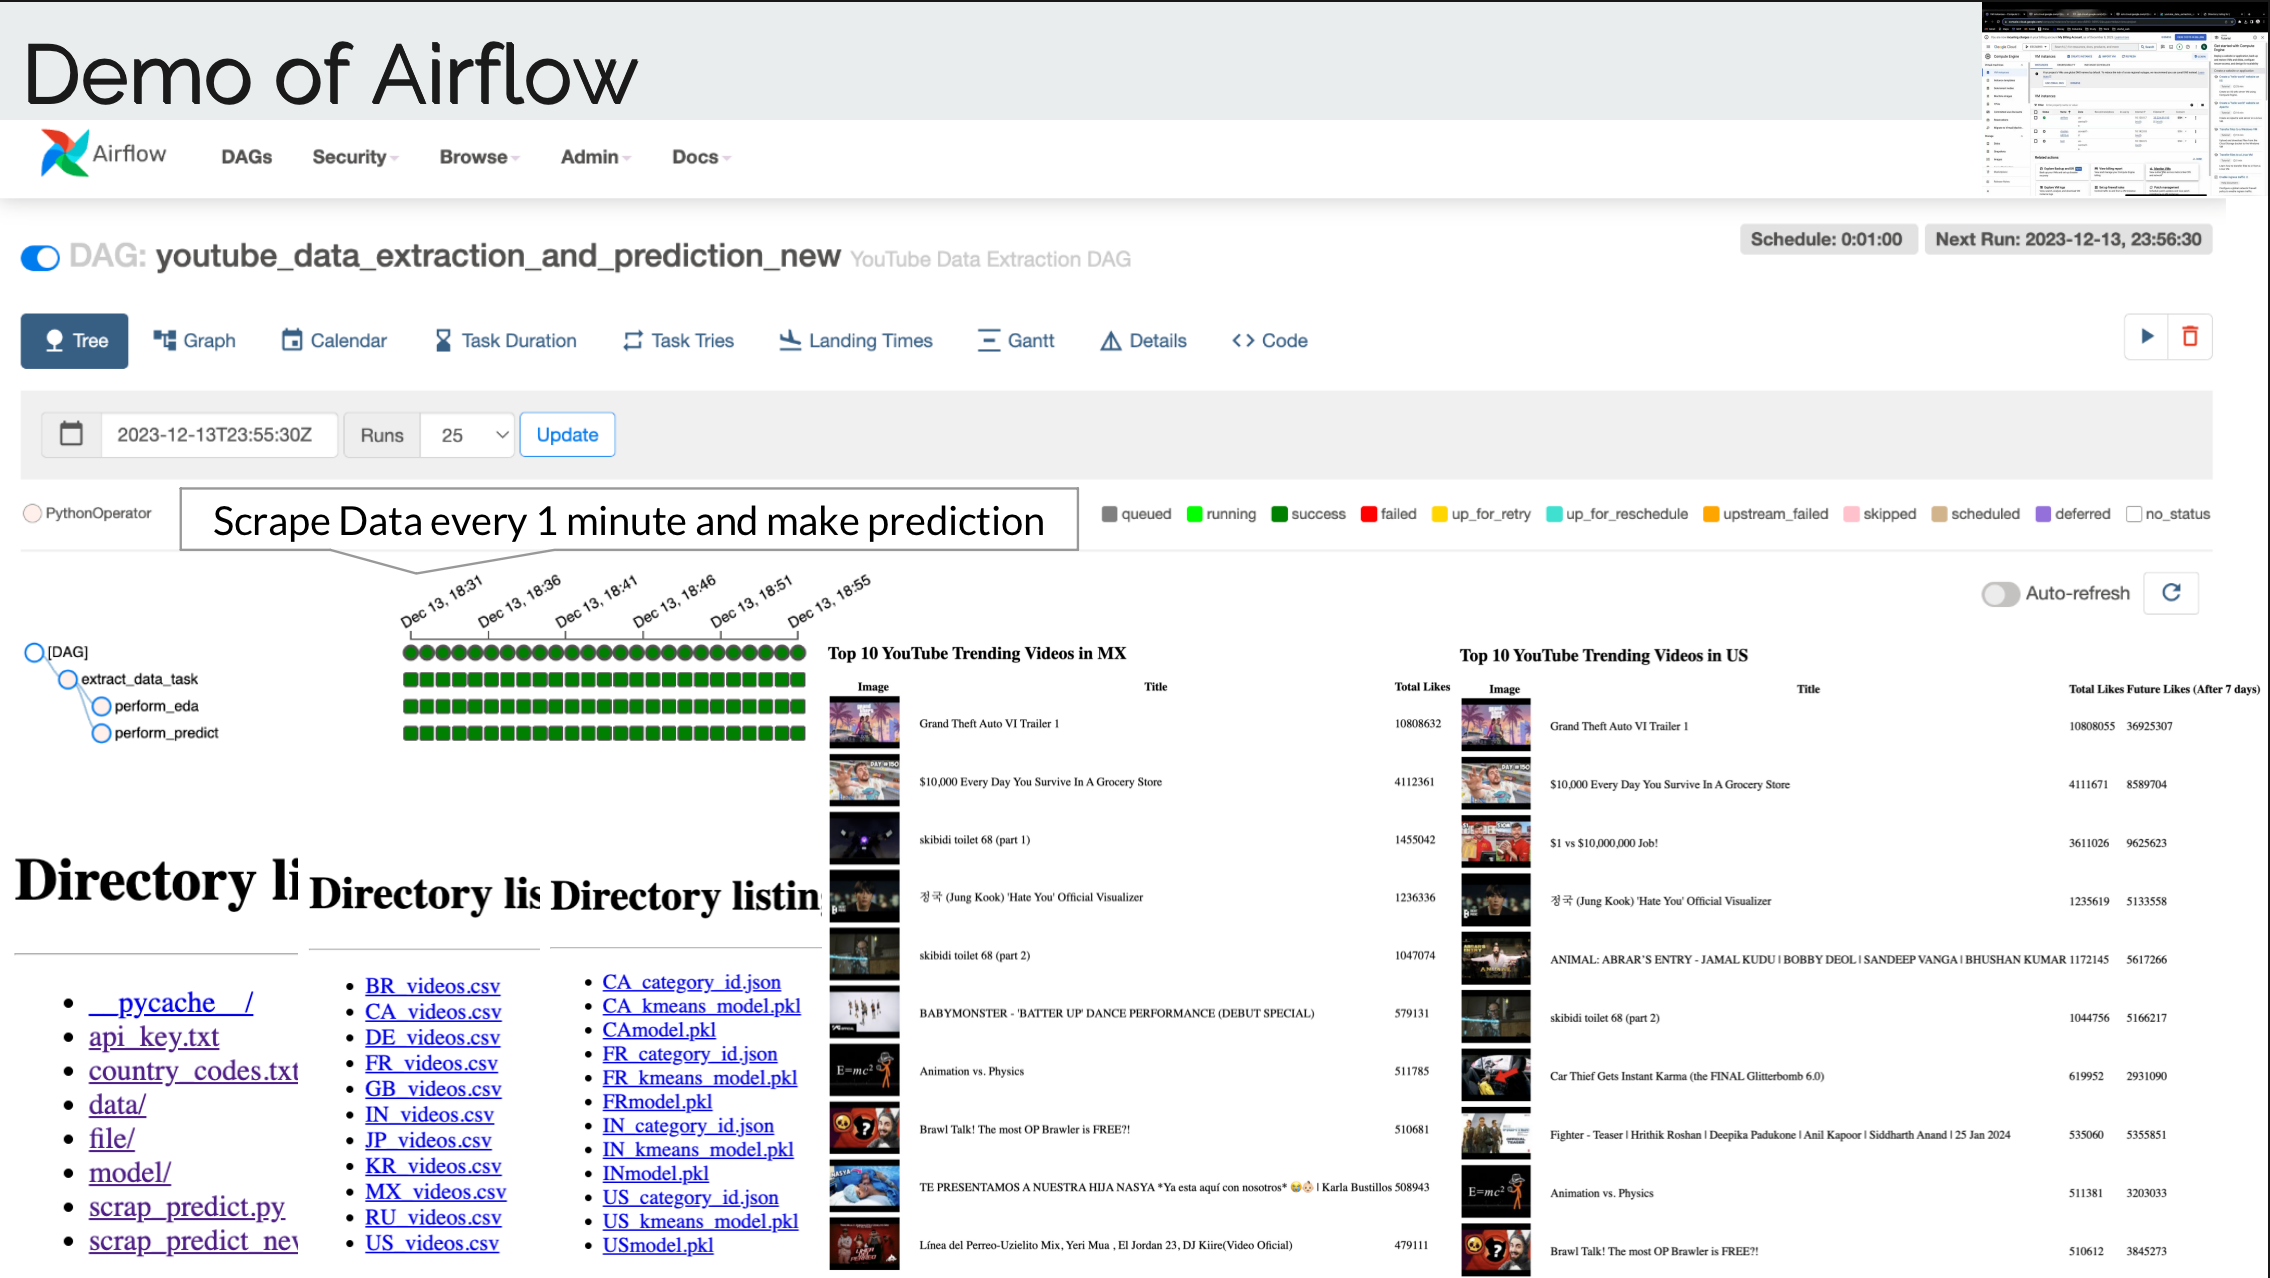 Demo of Airflow
Airflow DAGs Security Browse Admin Docs
DAG: youtube_data_extraction_and_prediction_new YouTube Data Extraction DAG
Schedule: 0:01:00 Next Run: 2023-12-13, 23:56:30
Tree Graph Calendar Task Duration Task Tries Landing Times Gantt Details Code
2023-12-13T23:55:30Z Runs 25 Update
PythonOperator
Scrape Data every 1 minute and make prediction
queued running success failed up_for_retry up_for_reschedule upstream_failed skipped scheduled deferred no_status
Auto-refresh
Dec 13, 18:31 Dec 13, 18:36 Dec 13, 18:41 Dec 13, 18:46 Dec 13, 18:51 Dec 13, 18:55
[DAG]
extract_data_task
perform_eda
perform_predict
Directory li
__pycache__/
api_key.txt
country_codes.txt
data/
file/
model/
scrap_predict.py
scrap_predict_nev
Directory lis
BR_videos.csv
CA_videos.csv
DE_videos.csv
FR_videos.csv
GB_videos.csv
IN_videos.csv
JP_videos.csv
KR_videos.csv
MX_videos.csv
RU_videos.csv
US_videos.csv
Directory listin
CA_category_id.json
CA_kmeans_model.pkl
CAmodel.pkl
FR_category_id.json
FR_kmeans_model.pkl
FRmodel.pkl
IN_category_id.json
IN_kmeans_model.pkl
INmodel.pkl
US_category_id.json
US_kmeans_model.pkl
USmodel.pkl
Top 10 YouTube Trending Videos in MX
Image Title Total Likes
Grand Theft Auto VI Trailer 1 10808632
$10,000 Every Day You Survive In A Grocery Store 4112361
skibidi toilet 68 (part 1) 1455042
정국 (Jung Kook) 'Hate You' Official Visualizer 1236336
skibidi toilet 68 (part 2) 1047074
BABYMONSTER - 'BATTER UP' DANCE PERFORMANCE (DEBUT SPECIAL) 579131
Animation vs. Physics 511785
Brawl Talk! The most OP Brawler is FREE?! 510681
TE PRESENTAMOS A NUESTRA HIJA NASYA *Ya esta aquí con nosotros* 😭👶🏻 | Karla Bustillos 508943
Línea del Perreo-Uzielito Mix, Yeri Mua , El Jordan 23, DJ Kiire(Video Oficial) 479111
Top 10 YouTube Trending Videos in US
Image Title Total Likes Future Likes (After 7 days)
Grand Theft Auto VI Trailer 1 10808055 36925307
$10,000 Every Day You Survive In A Grocery Store 4111671 8589704
$1 vs $10,000,000 Job! 3611026 9625623
정국 (Jung Kook) 'Hate You' Official Visualizer 1235619 5133558
ANIMAL: ABRAR'S ENTRY - JAMAL KUDU | BOBBY DEOL | SANDEEP VANGA | BHUSHAN KUMAR 1172145 5617266
skibidi toilet 68 (part 2) 1044756 5166217
Car Thief Gets Instant Karma (the FINAL Glitterbomb 6.0) 619952 2931090
Fighter - Teaser | Hrithik Roshan | Deepika Padukone | Anil Kapoor | Siddharth Anand | 25 Jan 2024 535060 5355851
E=mc² Animation vs. Physics 511381 3203033
Brawl Talk! The most OP Brawler is FREE?! 510612 3845273